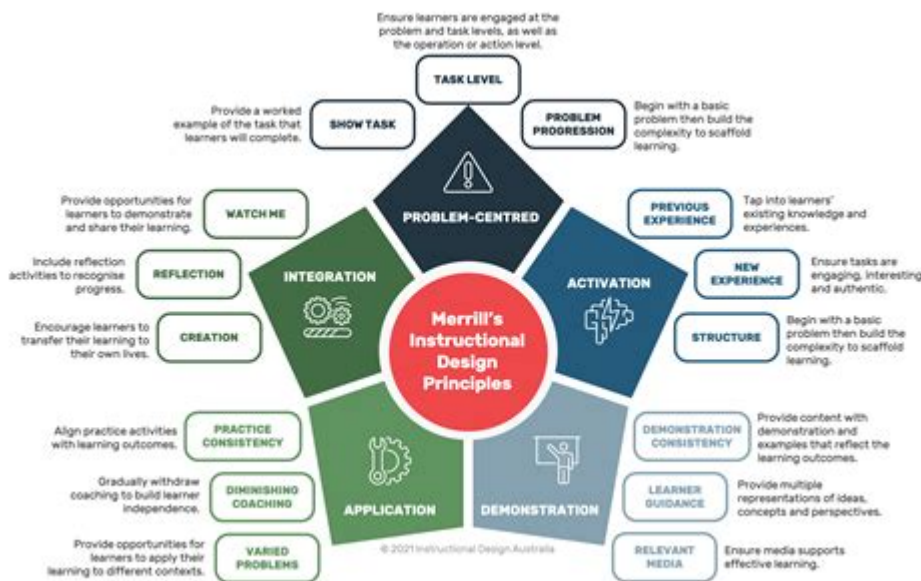 Ensure learners are engaged at the
problem and task levels, as well as
the operation or action level.
TASK LEVEL
Provide a worked
example of the task that
learners will complete.
SHOW TASK
PROBLEM
PROGRESSION
Begin with a basic
problem then build the
complexity to scaffold
learning.
PROBLEM-CENTRED
Provide opportunities for
learners to demonstrate
and share their learning.
WATCH ME
Include reflection
activities to recognise
progress.
REFLECTION
Encourage learners to
transfer their learning to
their own lives.
CREATION
INTEGRATION
PREVIOUS
EXPERIENCE
Tap into learners'
existing knowledge and
experiences.
NEW
EXPERIENCE
Ensure tasks are
engaging, interesting
and authentic.
STRUCTURE
Begin with a basic
problem then build the
complexity to scaffold
learning.
ACTIVATION
Merrill's
Instructional
Design
Principles
Align practice activities
with learning outcomes.
PRACTICE
CONSISTENCY
Gradually withdraw
coaching to build learner
independence.
DIMINISHING
COACHING
Provide opportunities for
learners to apply their
learning to different contexts.
VARIED
PROBLEMS
APPLICATION
DEMONSTRATION
DEMONSTRATION
CONSISTENCY
Provide content with
demonstration and
examples that reflect the
learning outcomes.
LEARNER
GUIDANCE
Provide multiple
representations of ideas,
concepts and perspectives.
RELEVANT
MEDIA
Ensure media supports
effective learning.
© 2021 Instructional Design Australia